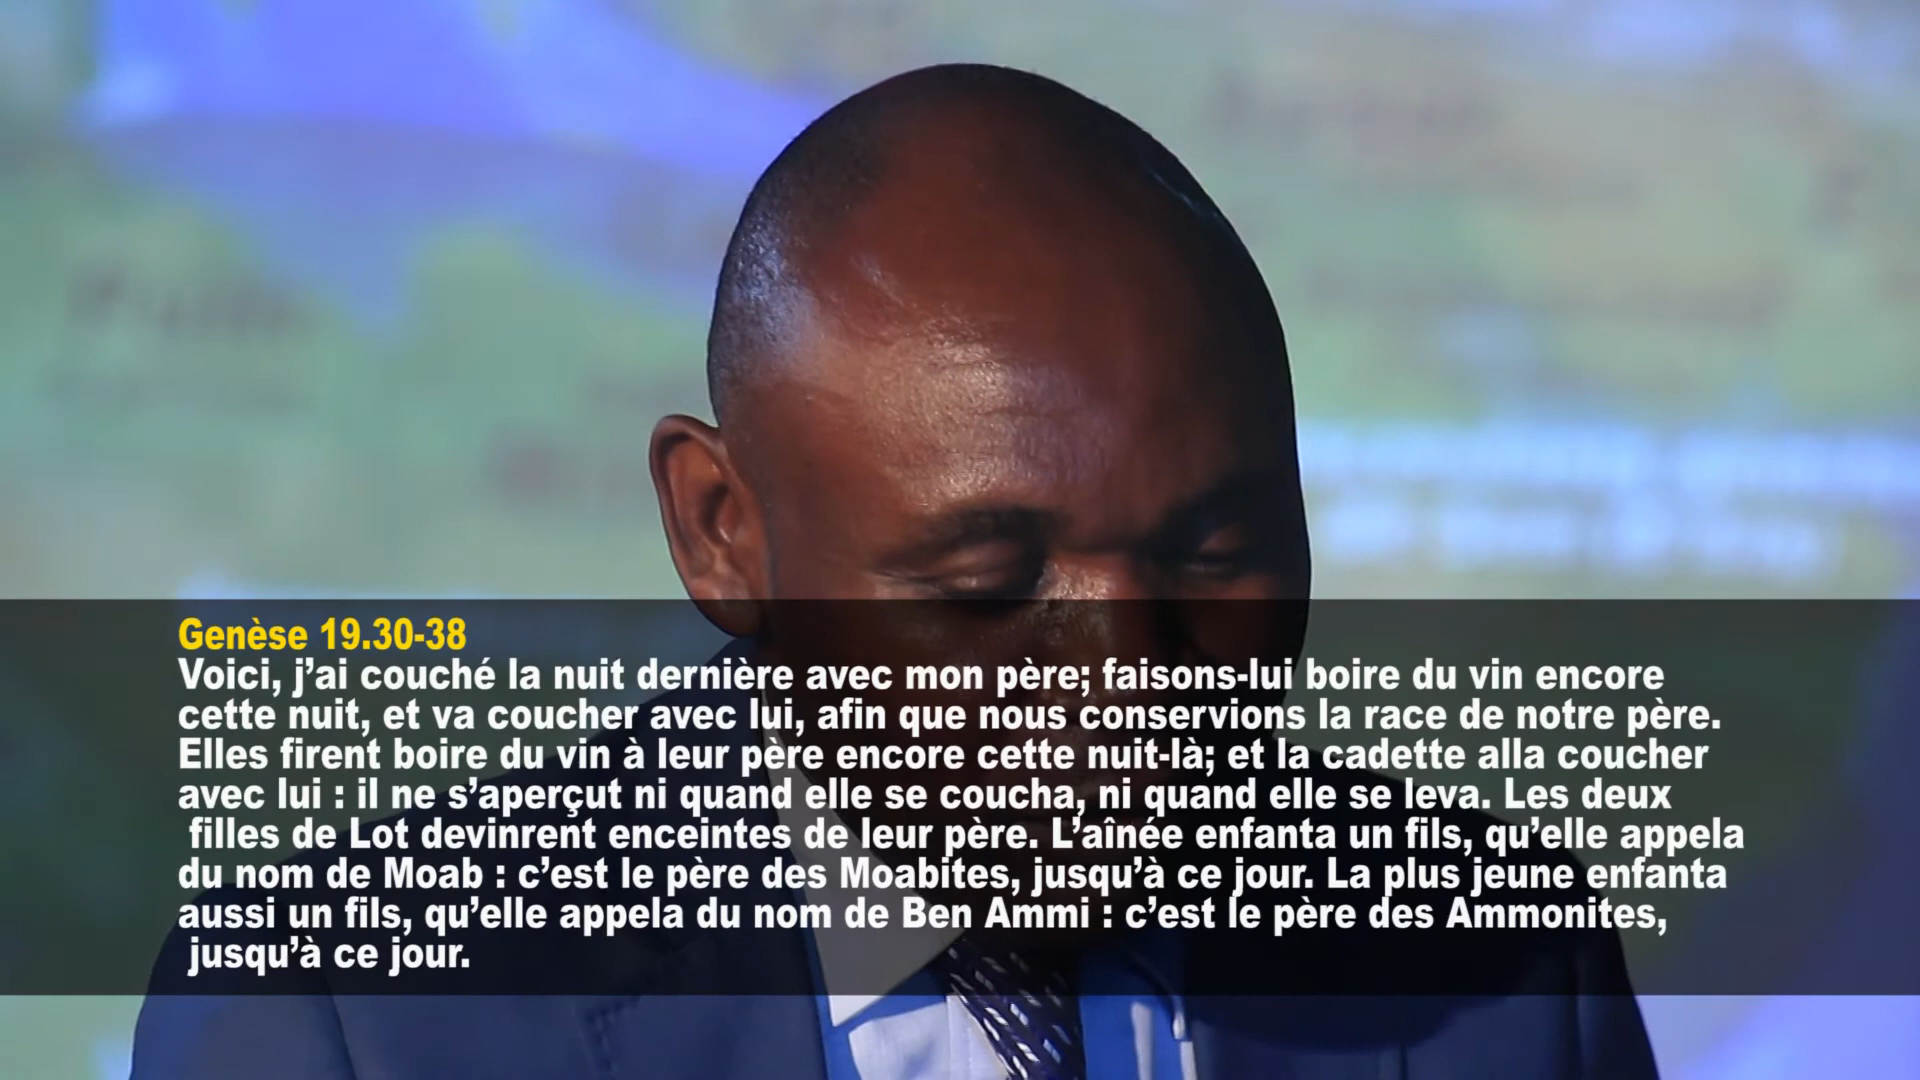 Genèse 19.30-38
Voici, j’ai couché la nuit dernière avec mon père; faisons-lui boire du vin encore
cette nuit, et va coucher avec lui, afin que nous conservions la race de notre père.
Elles firent boire du vin à leur père encore cette nuit-là; et la cadette alla coucher
avec lui : il ne s’aperçut ni quand elle se coucha, ni quand elle se leva. Les deux
filles de Lot devinrent enceintes de leur père. L’aînée enfanta un fils, qu’elle appela
du nom de Moab : c’est le père des Moabites, jusqu’à ce jour. La plus jeune enfanta
aussi un fils, qu’elle appela du nom de Ben Ammi : c’est le père des Ammonites,
jusqu’à ce jour.